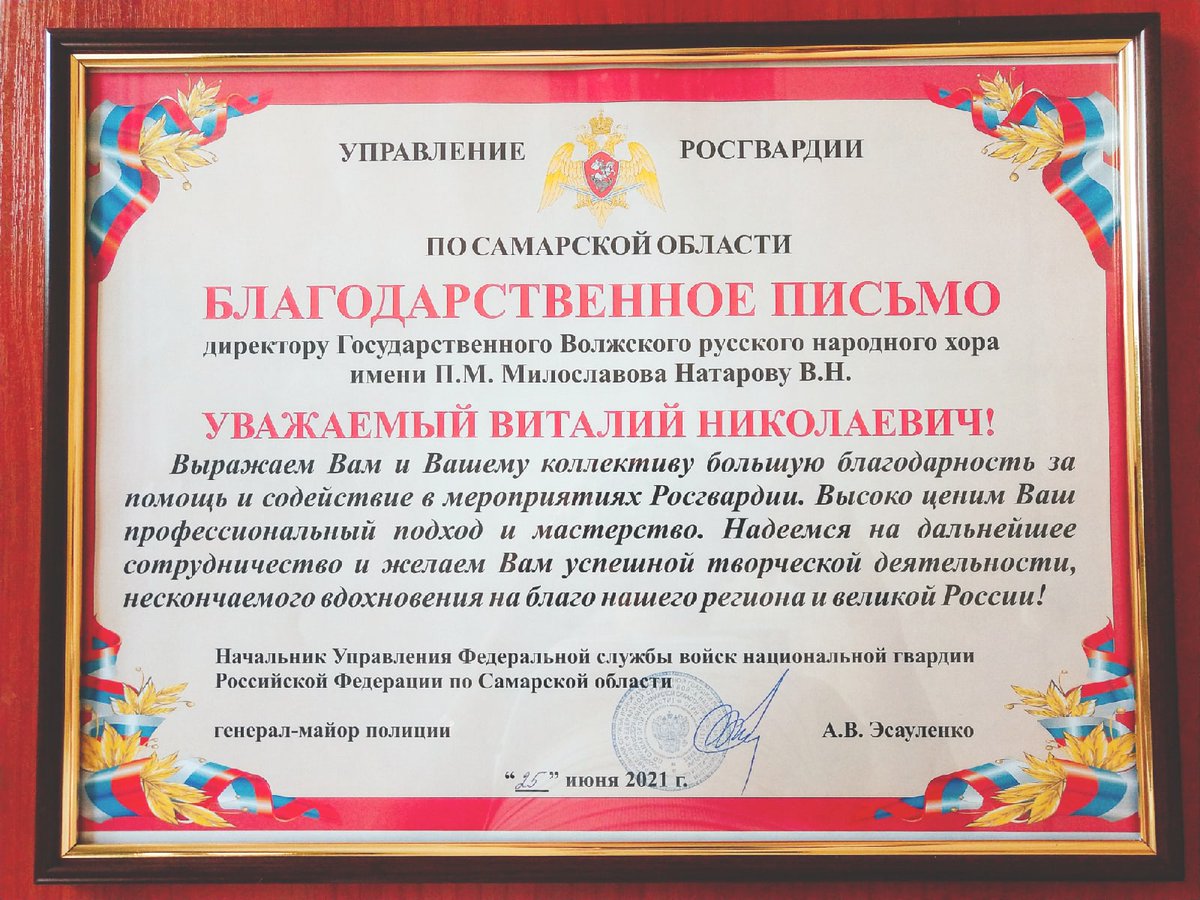 УПРАВЛЕНИЕ РОСГВАРДИИ
ПО САМАРСКОЙ ОБЛАСТИ
БЛАГОДАРСТВЕННОЕ ПИСЬМО
директору Государственного Волжского русского народного хора
имени П.М. Милославова Натарову В.Н.
УВАЖАЕМЫЙ ВИТАЛИЙ НИКОЛАЕВИЧ!
Выражаем Вам и Вашему коллективу большую благодарность за
помощь и содействие в мероприятиях Росгвардии. Высоко ценим Ваш
профессиональный подход и мастерство. Надеемся на дальнейшее
сотрудничество и желаем Вам успешной творческой деятельности,
нескончаемого вдохновения на благо нашего региона и великой России!
Начальник Управления Федеральной службы войск национальной гвардии
Российской Федерации по Самарской области
генерал-майор полиции А.В. Эсауленко
“25” июня 2021 г.